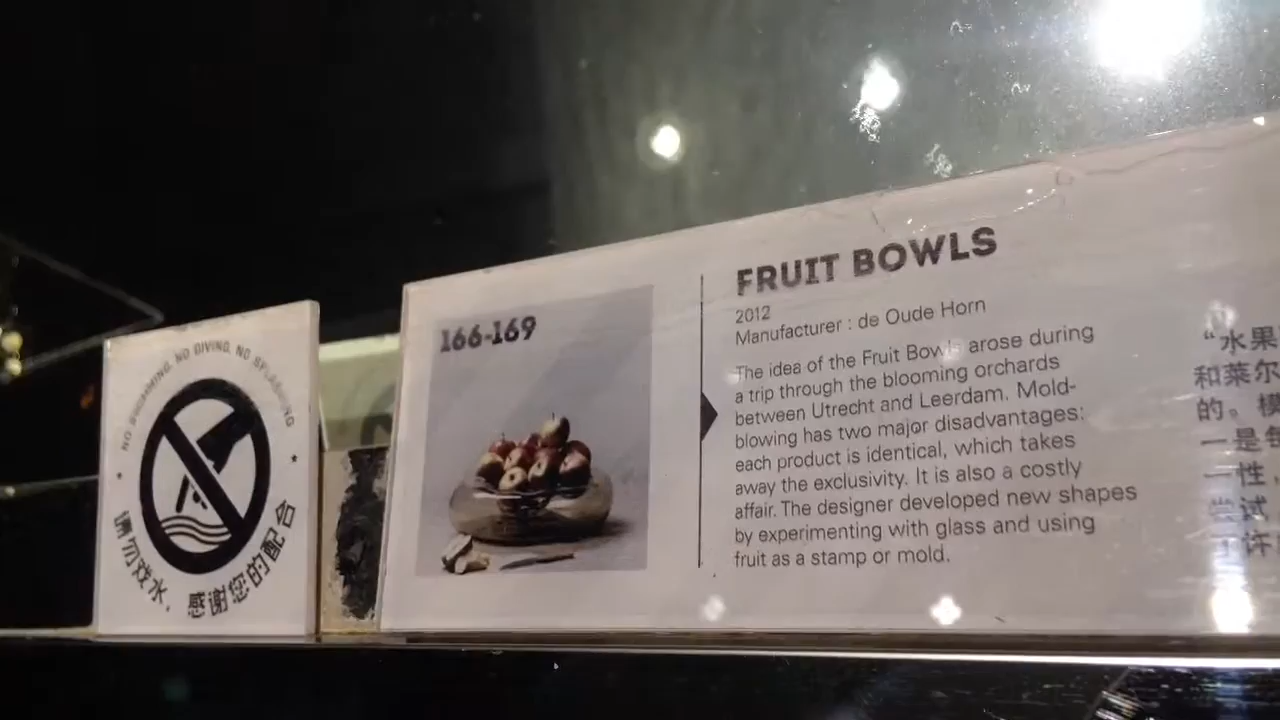 NO SWIMMING, NO DIVING, NO SPLASHING
请勿戏水，感谢您的配合
166-169
FRUIT BOWLS
2012
Manufacturer : de Oude Horn
The idea of the Fruit Bowls arose during
a trip through the blooming orchards
between Utrecht and Leerdam. Mold-
blowing has two major disadvantages:
each product is identical, which takes
away the exclusivity. It is also a costly
affair. The designer developed new shapes
by experimenting with glass and using
fruit as a stamp or mold.
“水果
和莱尔
的。模
一是每
一性，
尝试
许